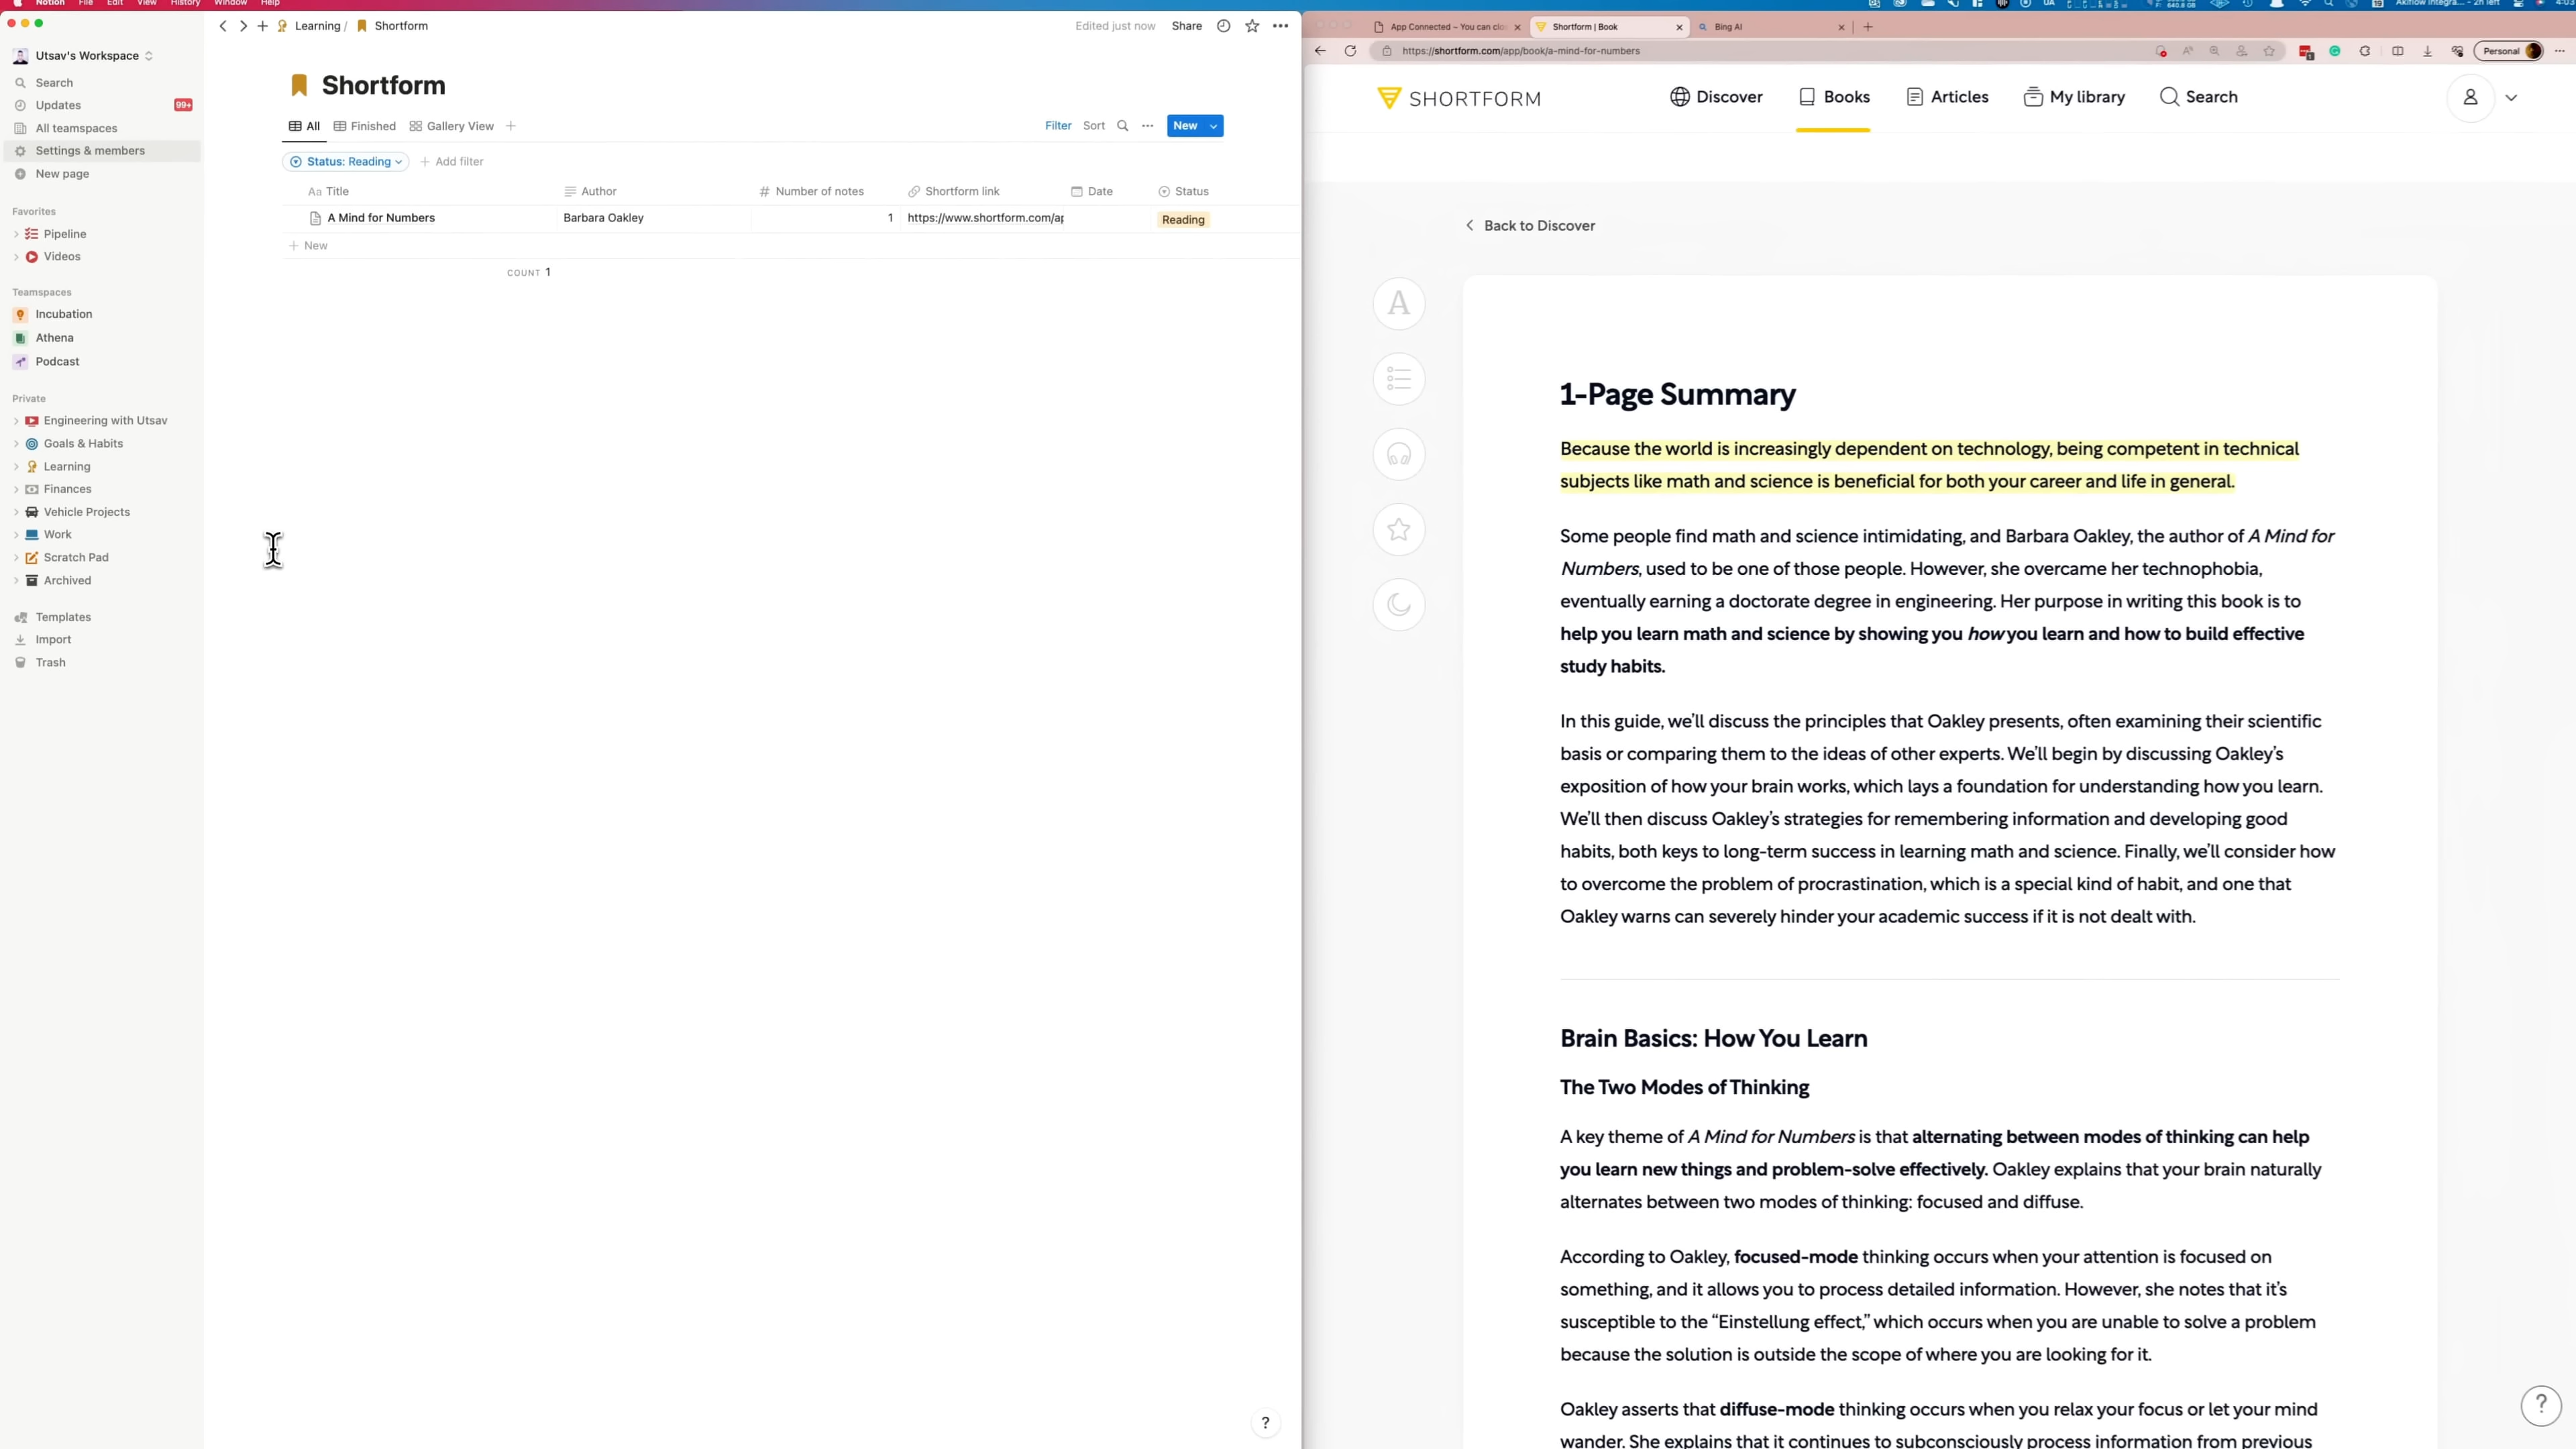 Notion File Edit View History Window Help
Utsav's Workspace
Search
Updates 99+
All teamspaces
Settings & members
New page
Favorites
Pipeline
Videos
Teamspaces
Incubation
Athena
Podcast
Private
Engineering with Utsav
Goals & Habits
Learning
Finances
Vehicle Projects
Work
Scratch Pad
Archived
Templates
Import
Trash
Learning / Shortform
Edited just now Share
Shortform
All Finished Gallery View
Filter Sort New
Status: Reading Add filter
Aa Title Author # Number of notes Shortform link Date Status
A Mind for Numbers Barbara Oakley 1 https://www.shortform.com/ap Reading
+ New
COUNT 1
?
App Connected – You can clos Shortform | Book Bing AI
https://shortform.com/app/book/a-mind-for-numbers
Personal
SHORTFORM Discover Books Articles My library Search
Back to Discover
A
1-Page Summary
Because the world is increasingly dependent on technology, being competent in technical
subjects like math and science is beneficial for both your career and life in general.
Some people find math and science intimidating, and Barbara Oakley, the author of A Mind for
Numbers, used to be one of those people. However, she overcame her technophobia,
eventually earning a doctorate degree in engineering. Her purpose in writing this book is to
help you learn math and science by showing you how you learn and how to build effective
study habits.
In this guide, we'll discuss the principles that Oakley presents, often examining their scientific
basis or comparing them to the ideas of other experts. We'll begin by discussing Oakley's
exposition of how your brain works, which lays a foundation for understanding how you learn.
We'll then discuss Oakley's strategies for remembering information and developing good
habits, both keys to long-term success in learning math and science. Finally, we'll consider how
to overcome the problem of procrastination, which is a special kind of habit, and one that
Oakley warns can severely hinder your academic success if it is not dealt with.
Brain Basics: How You Learn
The Two Modes of Thinking
A key theme of A Mind for Numbers is that alternating between modes of thinking can help
you learn new things and problem-solve effectively. Oakley explains that your brain naturally
alternates between two modes of thinking: focused and diffuse.
According to Oakley, focused-mode thinking occurs when your attention is focused on
something, and it allows you to process detailed information. However, she notes that it's
susceptible to the “Einstellung effect,” which occurs when you are unable to solve a problem
because the solution is outside the scope of where you are looking for it.
Oakley asserts that diffuse-mode thinking occurs when you relax your focus or let your mind
wander. She explains that it continues to subconsciously process information from previous
?